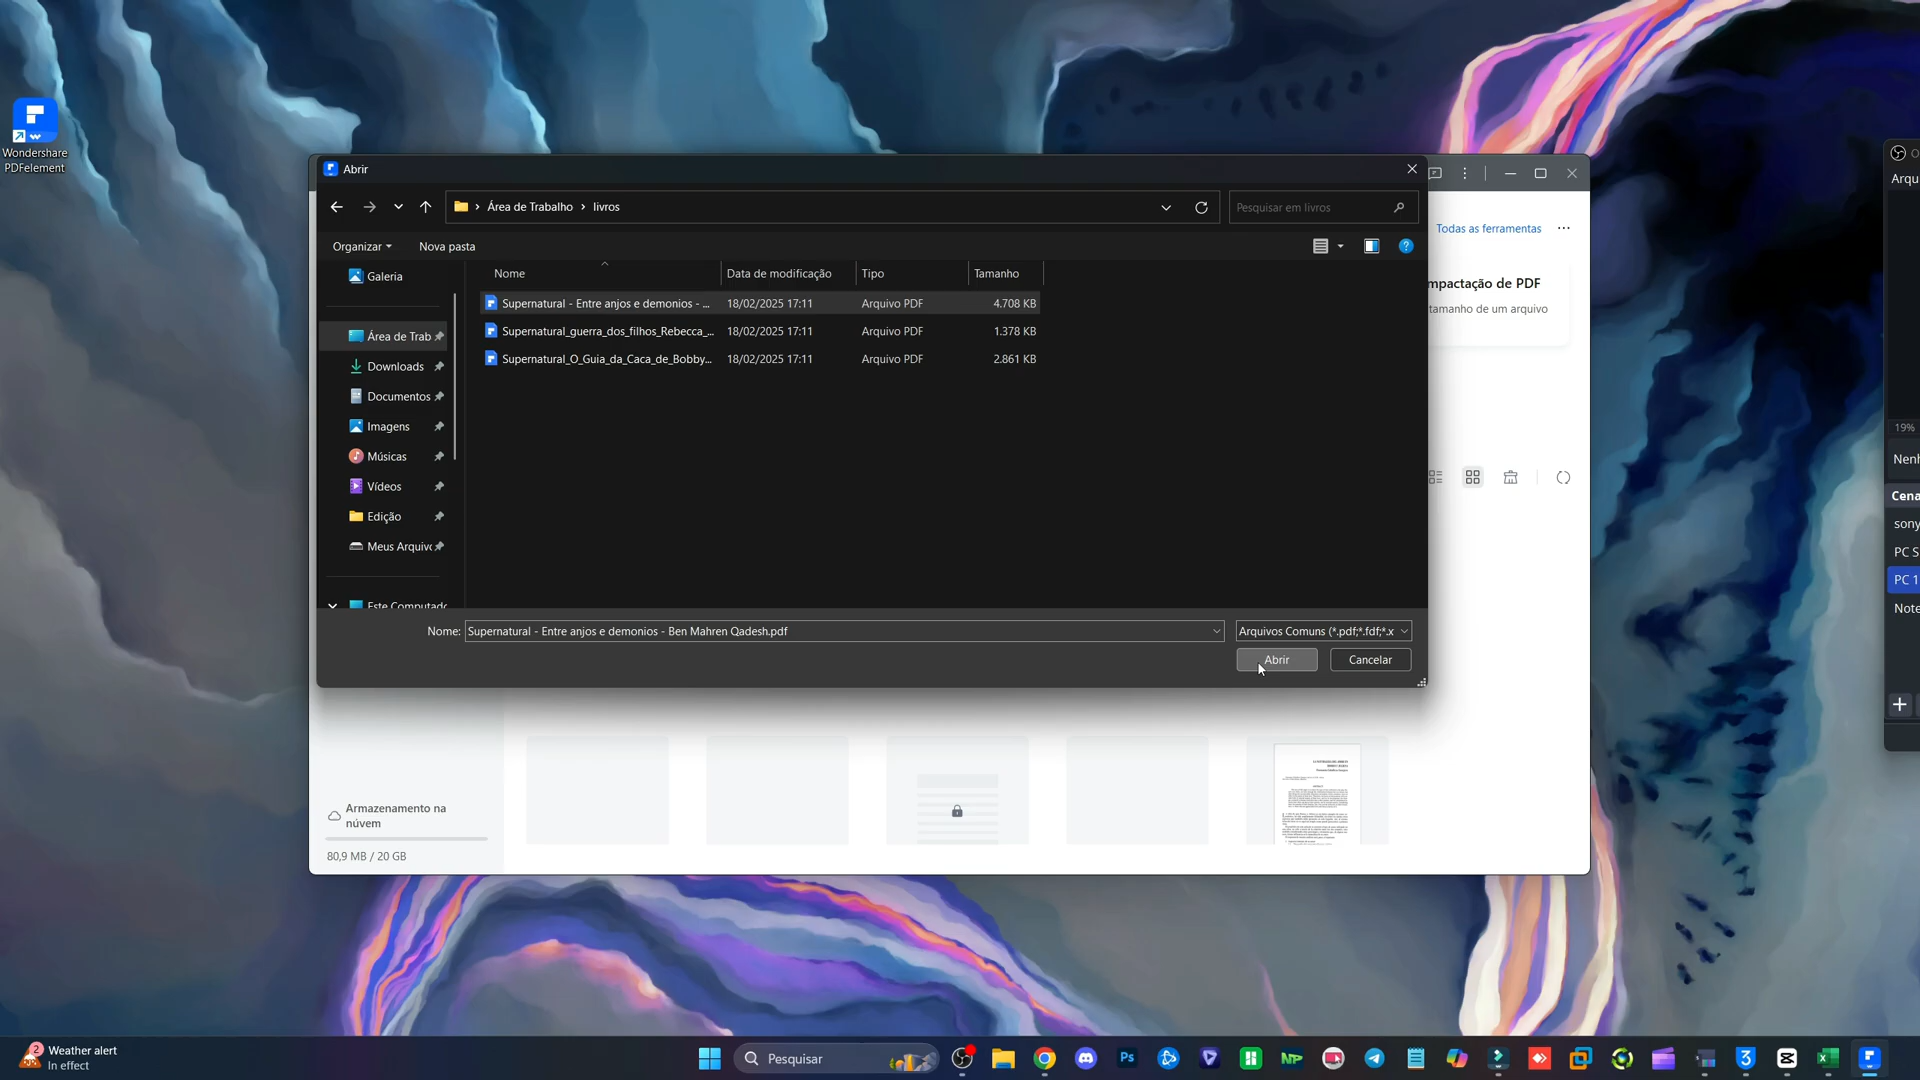 Wondershare
PDFelement
Abrir
Área de Trabalho
livros
Pesquisar em livros
Organizar
Nova pasta
Galeria
Área de Trab
Downloads
Documentos
Imagens
Músicas
Vídeos
Edição
Meus Arquivo
Este Computado
Nome
Data de modificação
Tipo
Tamanho
Supernatural - Entre anjos e demonios - ...
18/02/2025 17:11
Arquivo PDF
4.708 KB
Supernatural_guerra_dos_filhos_Rebecca_...
18/02/2025 17:11
Arquivo PDF
1.378 KB
Supernatural_O_Guia_da_Caca_de_Bobby...
18/02/2025 17:11
Arquivo PDF
2.861 KB
Nome:
Supernatural - Entre anjos e demonios - Ben Mahren Qadesh.pdf
Arquivos Comuns (*.pdf;*.fdf;*.x
Abrir
Cancelar
Todas as ferramentas
mpactação de PDF
tamanho de um arquivo
Armazenamento na
núvem
80,9 MB / 20 GB
O
Arqu
19%
Nenh
Cena
sony
PC S
PC 1
Note
2
Weather alert
In effect
Pesquisar
Ps
NP
3